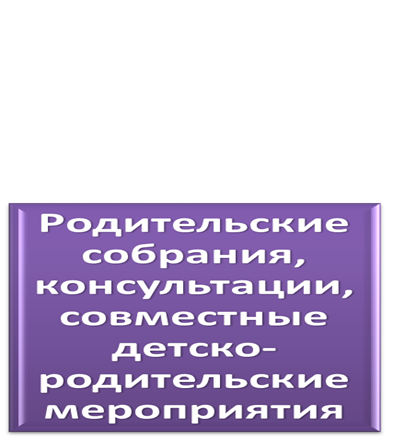 Родительские
собрания,
консультации,
совместные
детско-
родительские
мероприятия